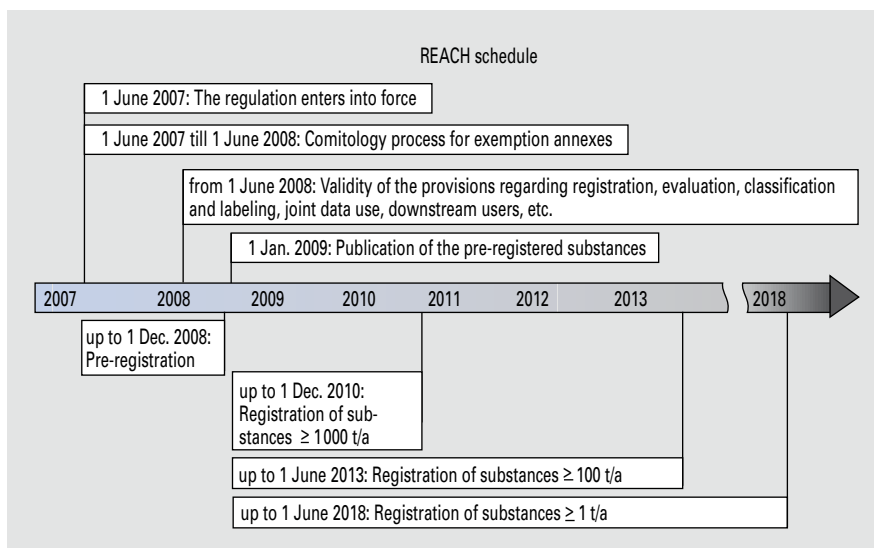 REACH schedule
1 June 2007: The regulation enters into force
1 June 2007 till 1 June 2008: Comitology process for exemption annexes
from 1 June 2008: Validity of the provisions regarding registration, evaluation, classification
and labeling, joint data use, downstream users, etc.
1 Jan. 2009: Publication of the pre-registered substances
2007 2008 2009 2010 2011 2012 2013 2018
up to 1 Dec. 2008:
Pre-registration
up to 1 Dec. 2010:
Registration of sub-
stances ≥ 1000 t/a
up to 1 June 2013: Registration of substances ≥ 100 t/a
up to 1 June 2018: Registration of substances ≥ 1 t/a